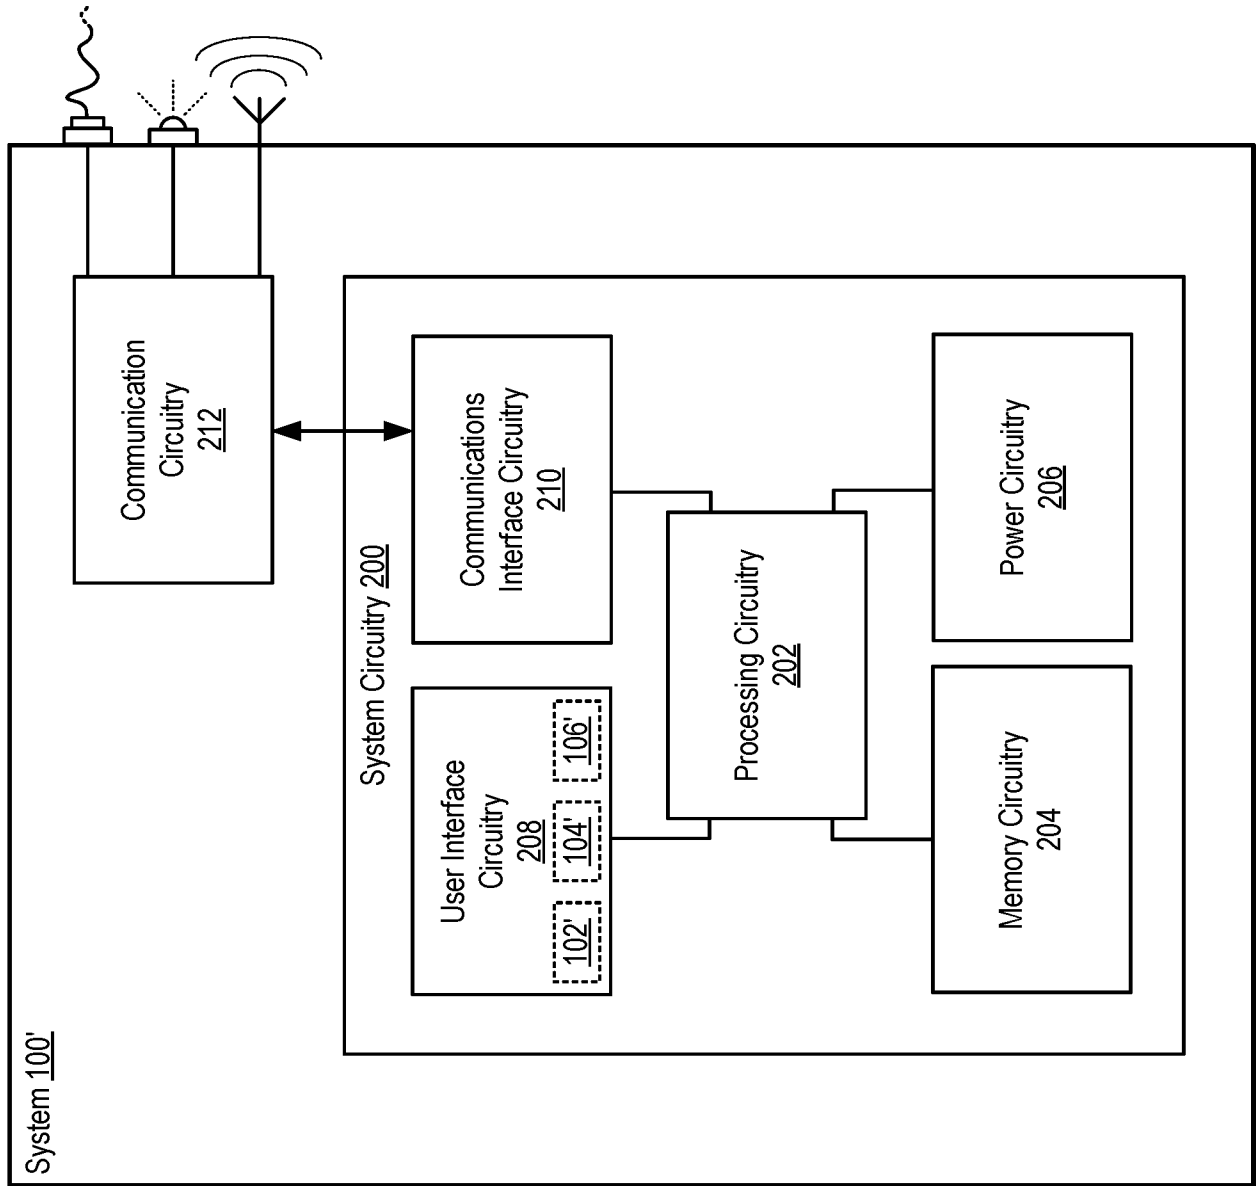 System 100'
Communication
Circuitry
212
System Circuitry 200
User Interface
Circuitry
208
102'
104'
106'
Communications
Interface Circuitry
210
Processing Circuitry
202
Memory Circuitry
204
Power Circuitry
206